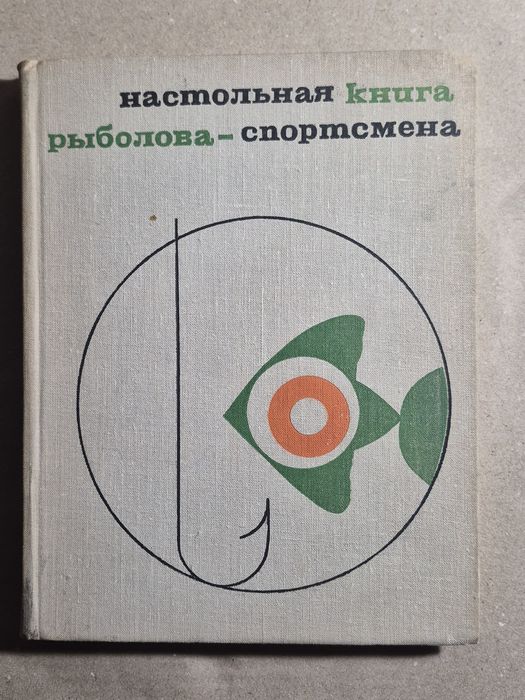 настольная книга
рыболова-спортсмена